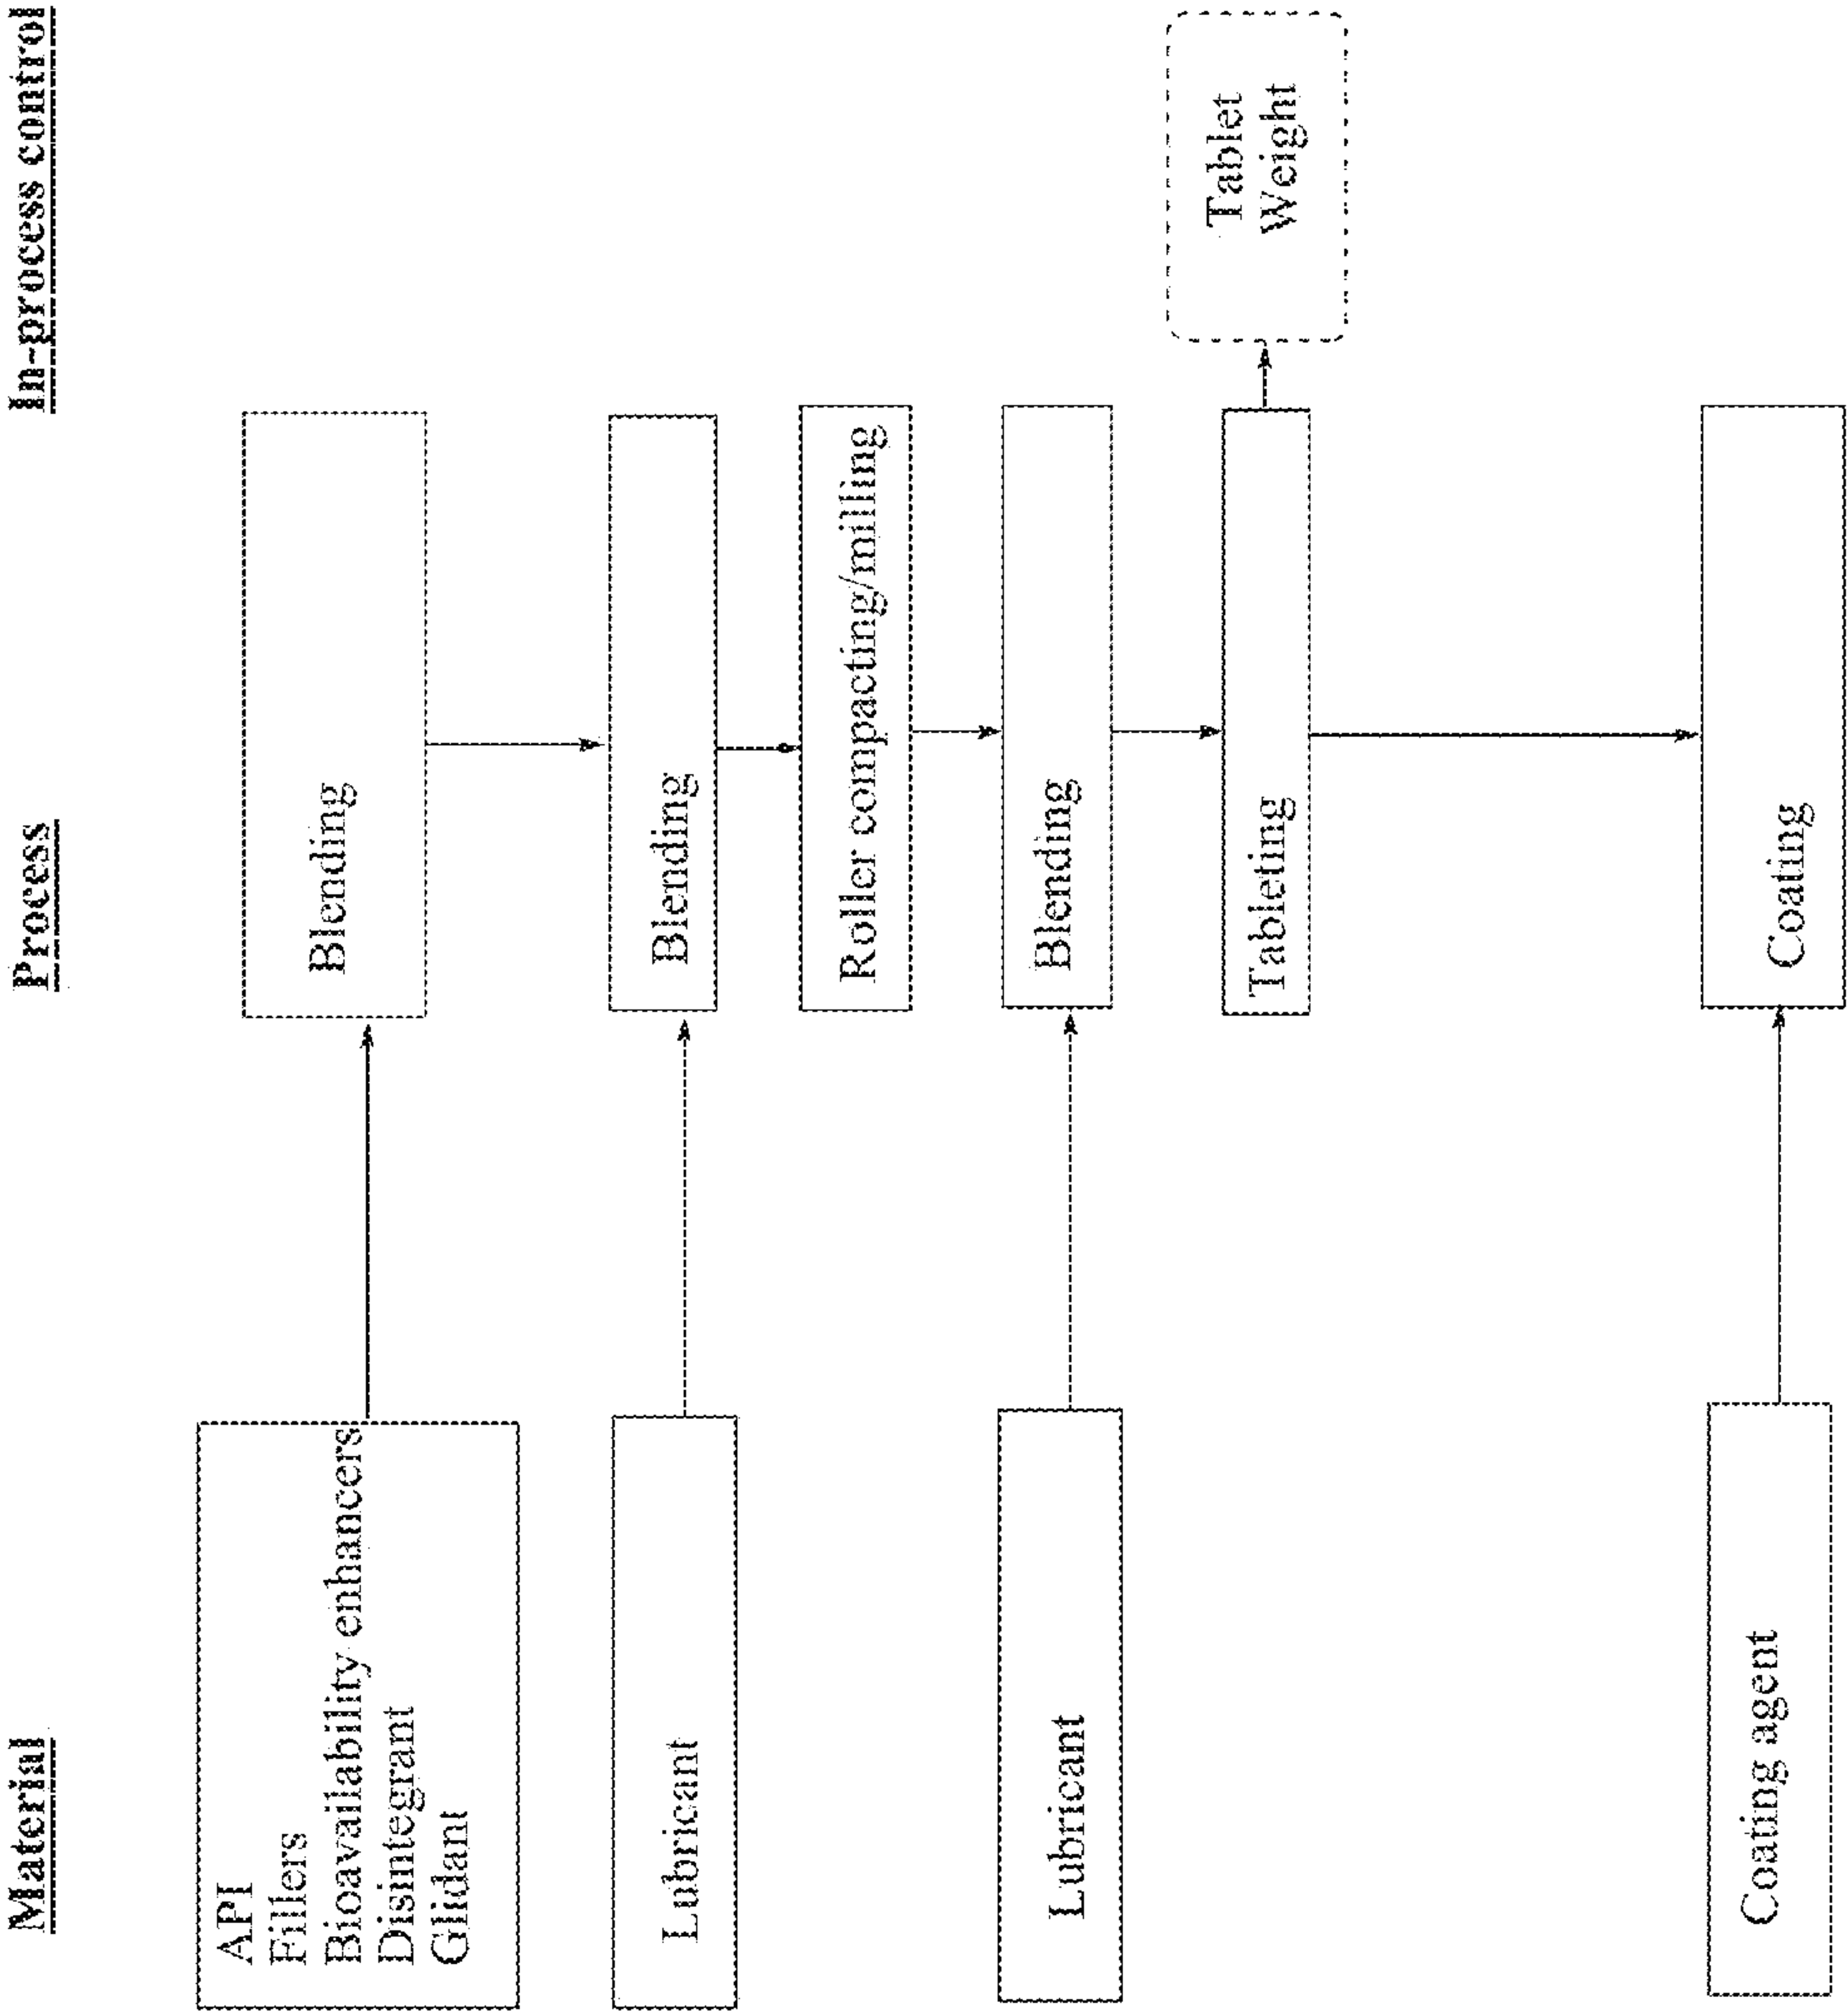 Material
Process
In-process control
API
Fillers
Bioavailability enhancers
Disintegrant
Glidant
Blending
Lubricant
Blending
Roller compacting/milling
Lubricant
Blending
Tableting
Tablet
Weight
Coating agent
Coating